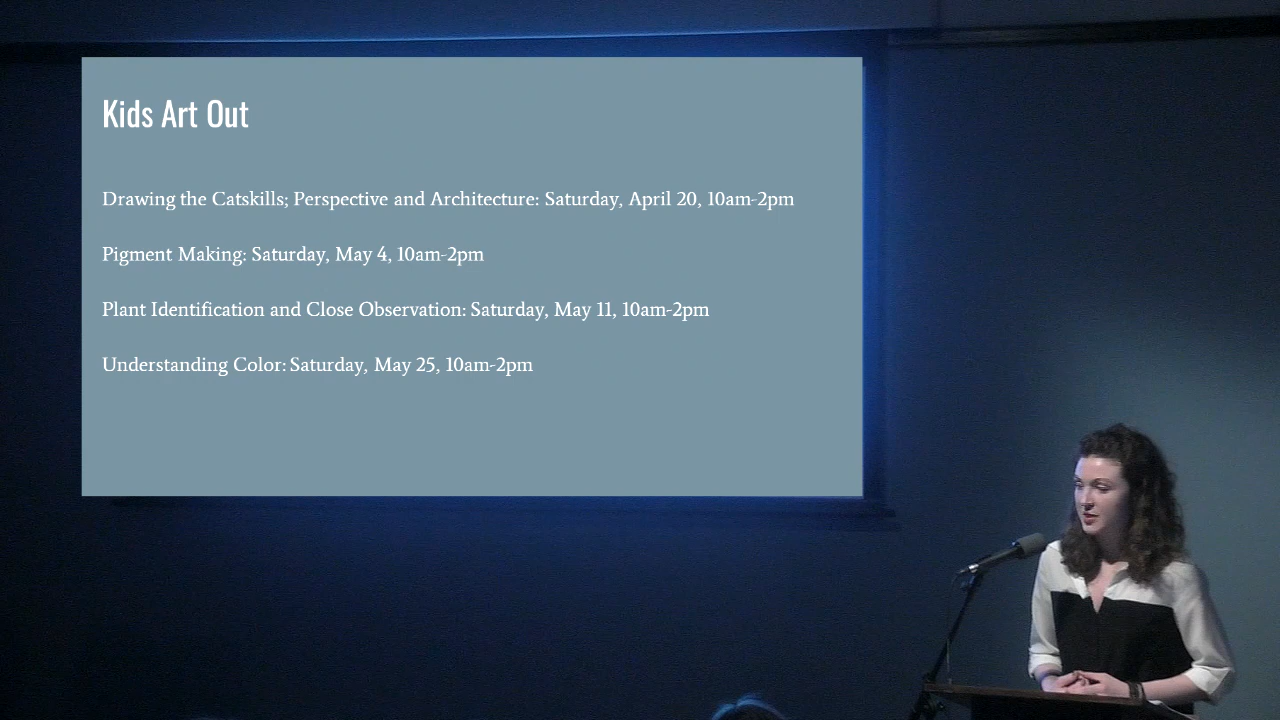 Kids Art Out
Drawing the Catskills; Perspective and Architecture: Saturday, April 20, 10am-2pm
Pigment Making: Saturday, May 4, 10am-2pm
Plant Identification and Close Observation: Saturday, May 11, 10am-2pm
Understanding Color: Saturday, May 25, 10am-2pm